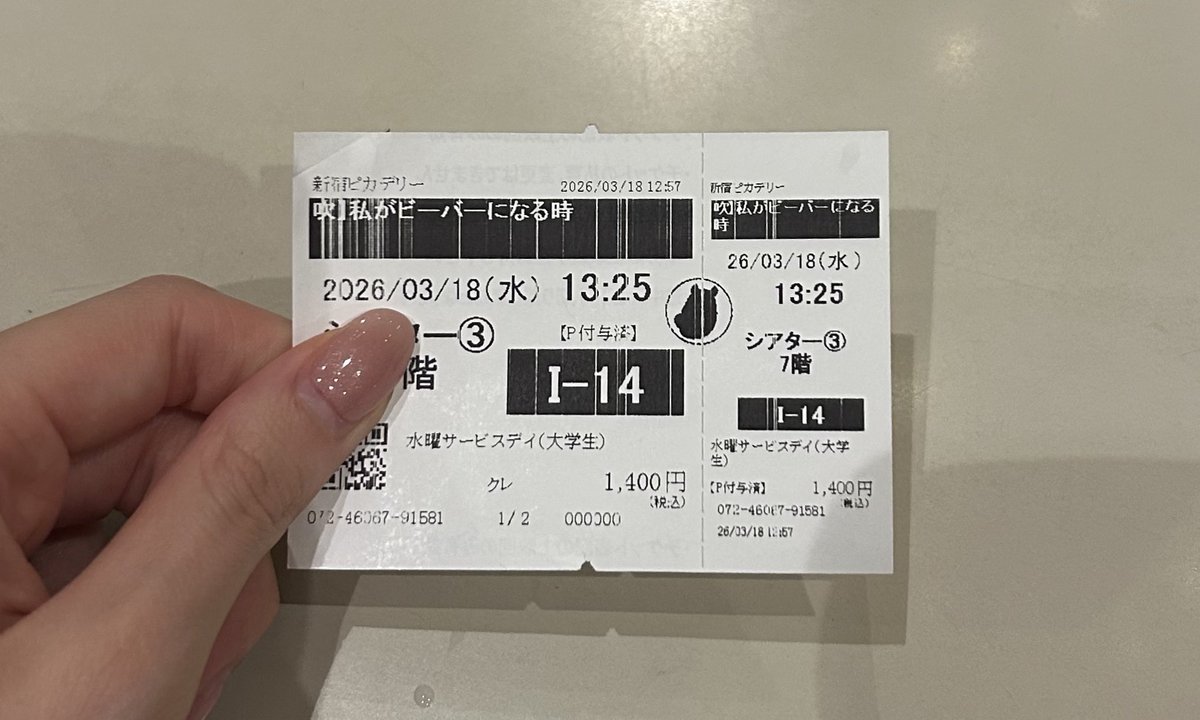 新宿ピカデリー 2026/03/18 12:57
吹]私がビーバーになる時
2026/03/18(水) 13:25
ター③ 【P付与済】
階
I-14
水曜サービスデイ(大学生)
クレ 1,400円
(税込)
072-46067-91581 1/2 000000
新宿ピカデリー
吹]私がビーバーになる
時
26/03/18(水)
13:25
シアター③
7階
I-14
水曜サービスデイ(大学
生)
【P付与済】 1,400円
(税込)
072-46067-91581
26/03/18 12:57